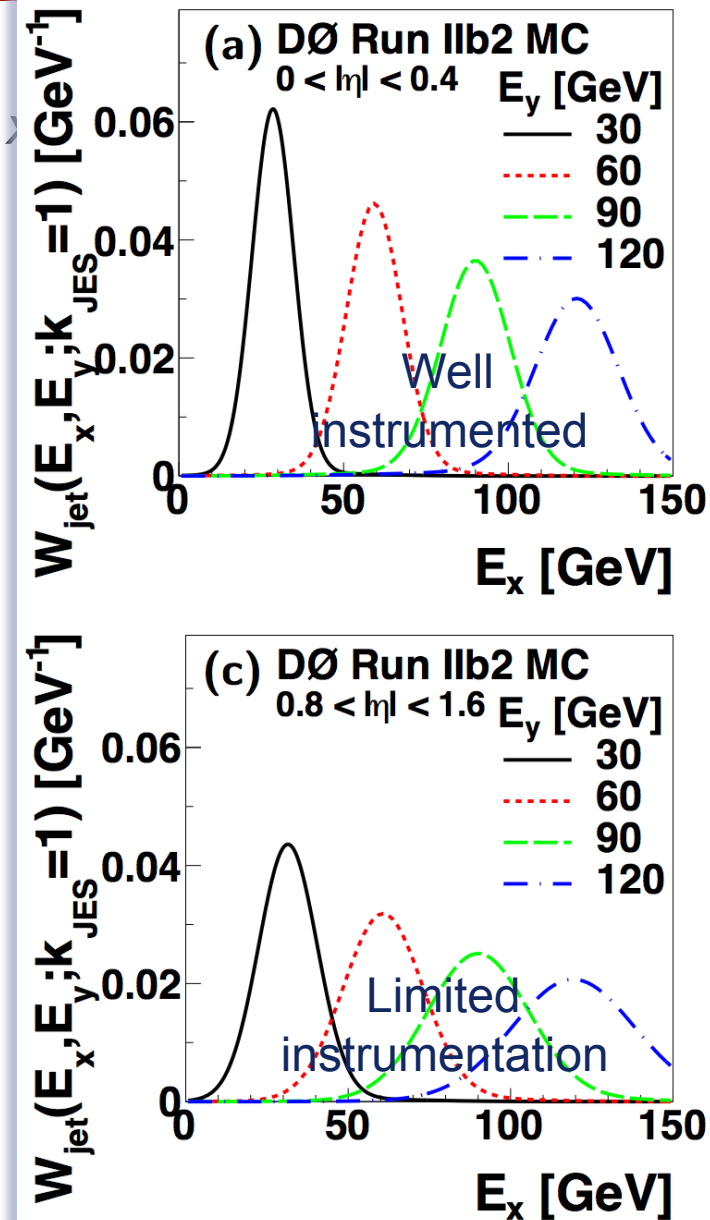 (a) DØ Run IIb2 MC
0 < |η| < 0.4
E_y [GeV]
30
60
90
120
W_jet(E_x,E_y;k_JES=1) [GeV^-1]
0.06
0.04
0.02
0
Well
instrumented
0 50 100 150
E_x [GeV]
(c) DØ Run IIb2 MC
0.8 < |η| < 1.6
E_y [GeV]
30
60
90
120
W_jet(E_x,E_y;k_JES=1) [GeV^-1]
0.06
0.04
0.02
0
Limited
instrumentation
0 50 100 150
E_x [GeV]